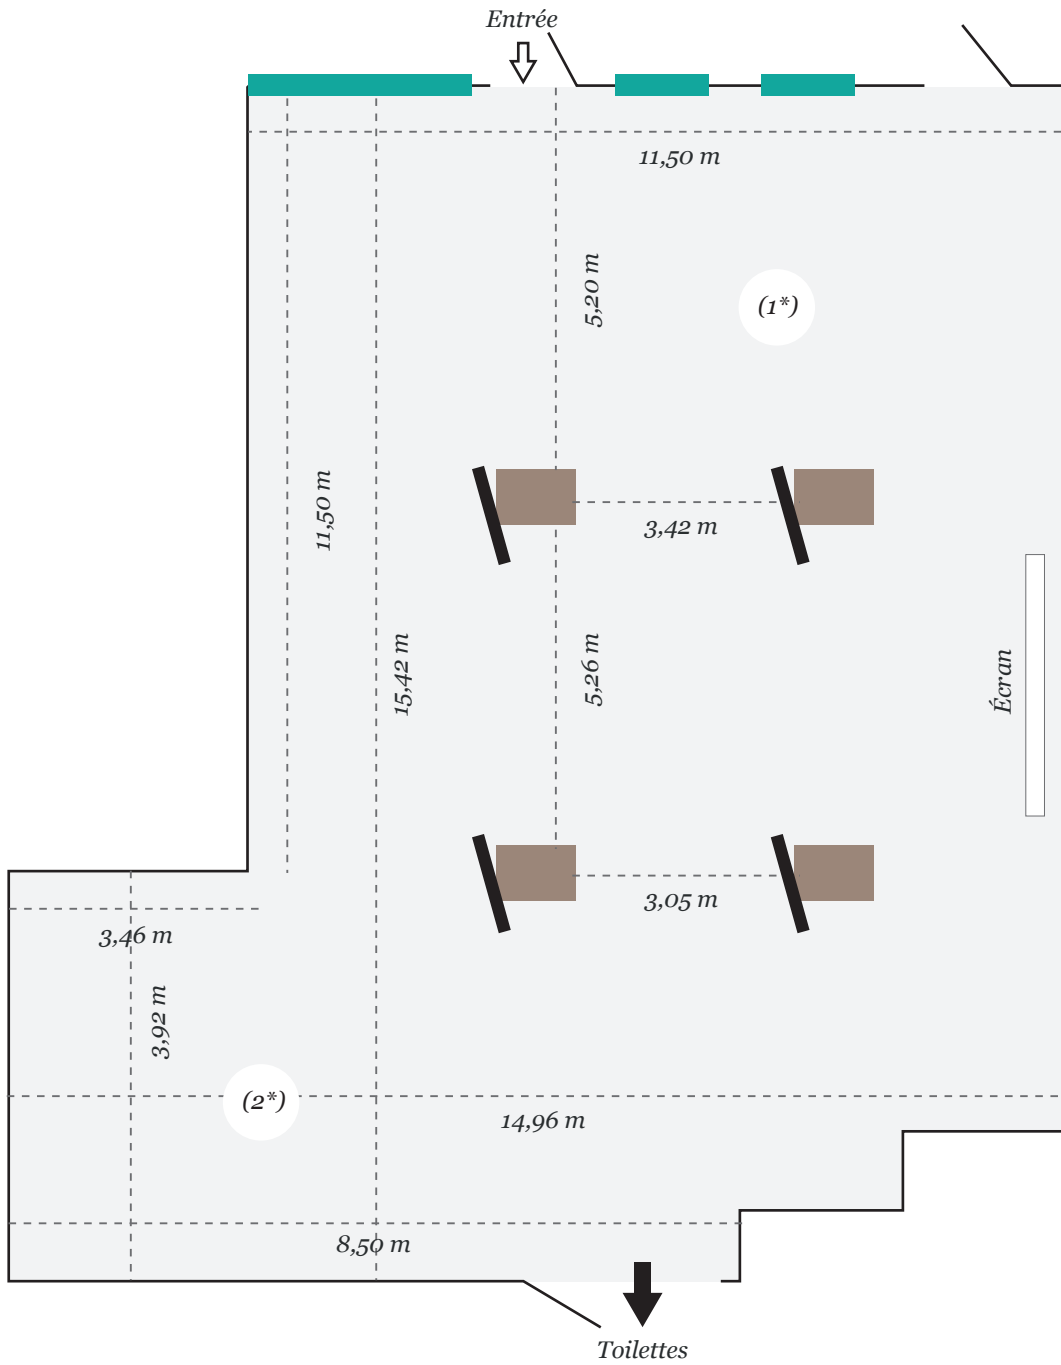 Entrée
11,50 m
5,20 m
(1*)
11,50 m
3,42 m
15,42 m
5,26 m
Écran
3,05 m
3,46 m
3,92 m
(2*)
14,96 m
8,50 m
Toilettes